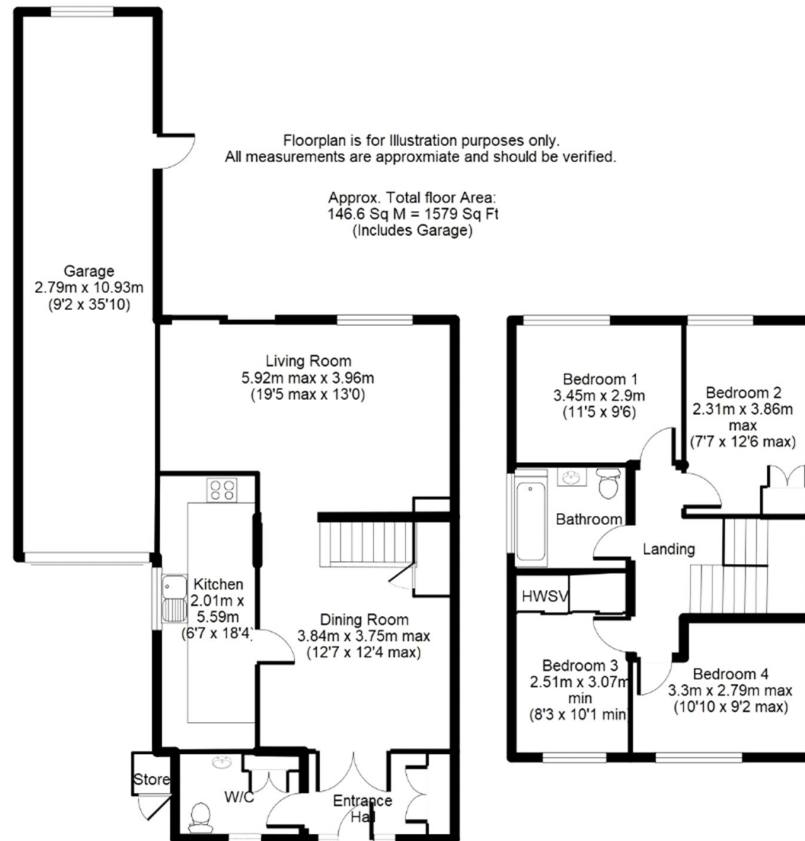 Floorplan is for Illustration purposes only.
All measurements are approxmiate and should be verified.
Approx. Total floor Area:
146.6 Sq M = 1579 Sq Ft
(Includes Garage)
Garage
2.79m x 10.93m
(9'2 x 35'10)
Living Room
5.92m max x 3.96m
(19'5 max x 13'0)
Kitchen
2.01m x
5.59m
(6'7 x 18'4)
Dining Room
3.84m x 3.75m max
(12'7 x 12'4 max)
Store
W/C
Entrance
Hall
Bedroom 1
3.45m x 2.9m
(11'5 x 9'6)
Bedroom 2
2.31m x 3.86m
max
(7'7 x 12'6 max)
Bathroom
Landing
HWSV
Bedroom 3
2.51m x 3.07m
min
(8'3 x 10'1 min)
Bedroom 4
3.3m x 2.79m max
(10'10 x 9'2 max)